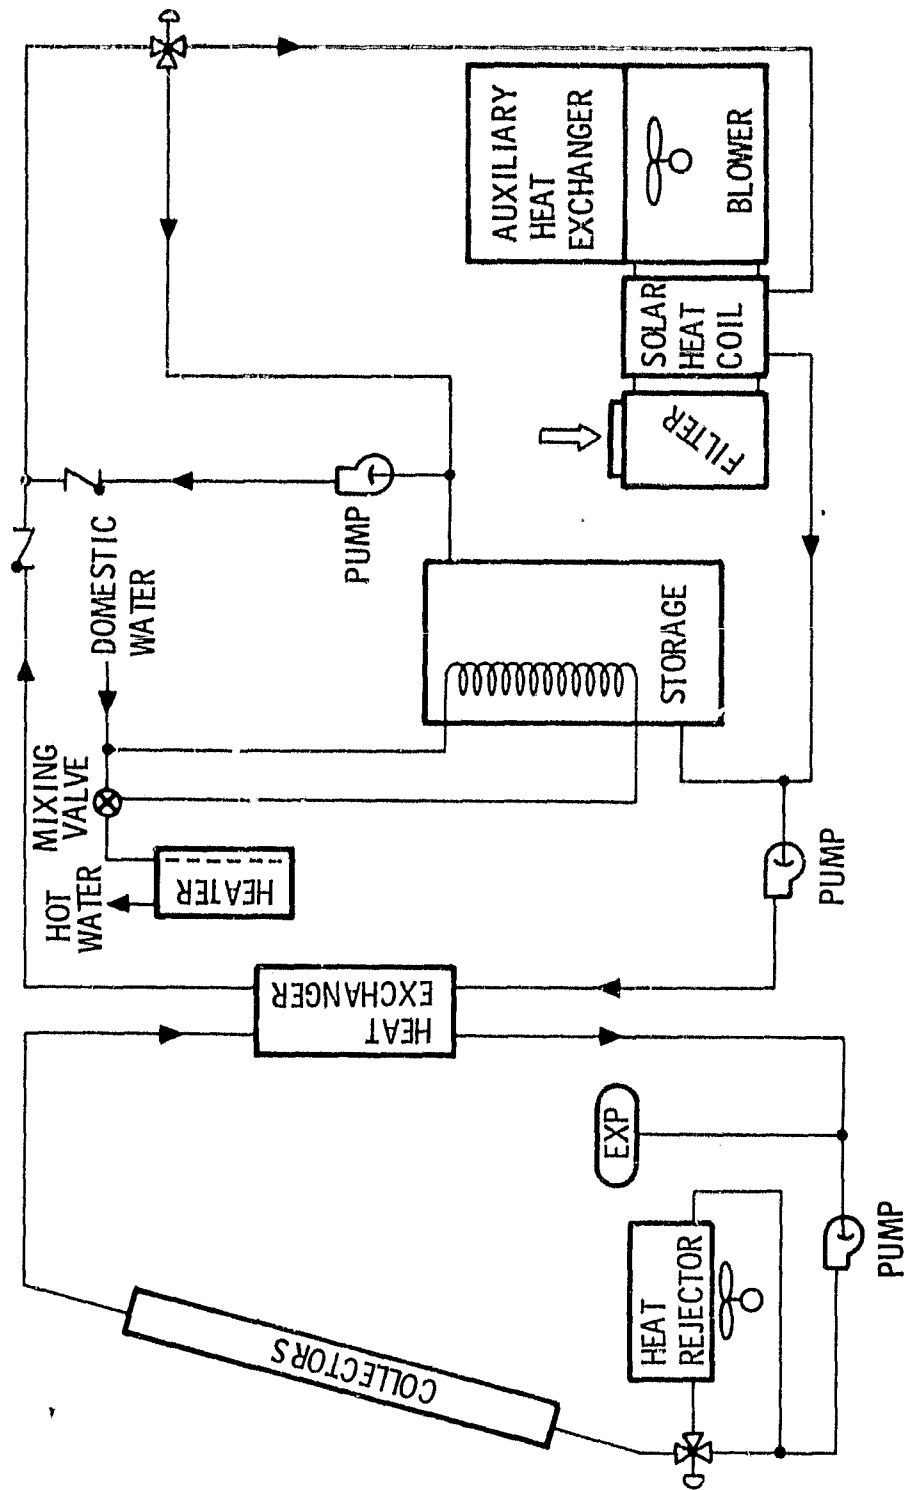 COLLECTORS
HEAT
REJECTOR
PUMP
EXP
HEAT
EXCHANGER
HOT
WATER
HEATER
MIXING
VALVE
DOMESTIC
WATER
PUMP
STORAGE
PUMP
FILTER
SOLAR
HEAT
COIL
AUXILIARY
HEAT
EXCHANGER
BLOWER